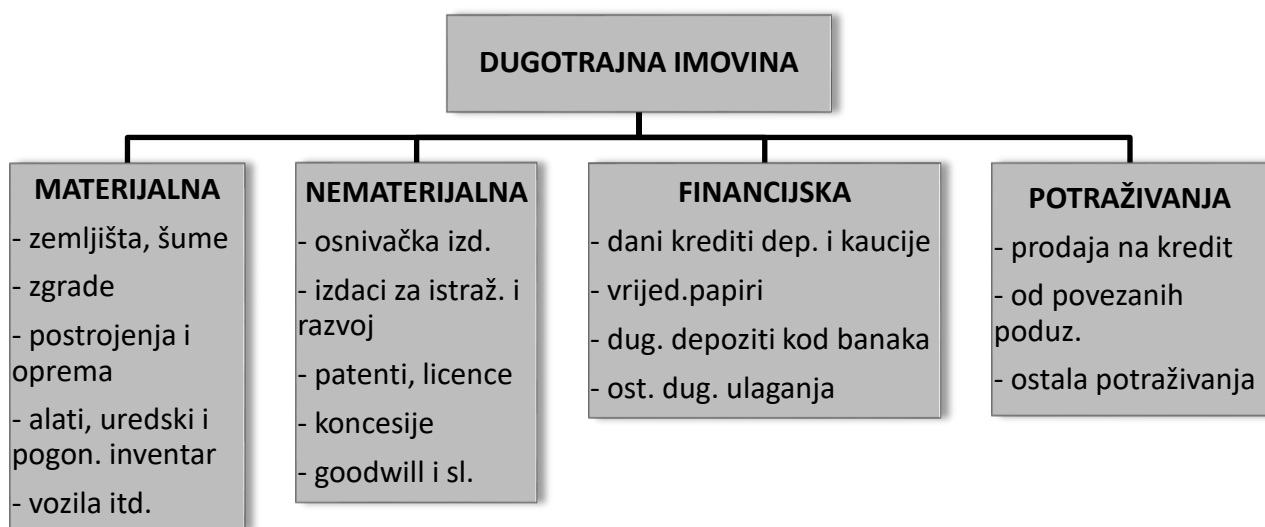 DUGOTRAJNA IMOVINA
MATERIJALNA
- zemljišta, šume
- zgrade
- postrojenja i
oprema
- alati, uredski i
pogon. inventar
- vozila itd.
NEMATERIJALNA
- osnivačka izd.
- izdaci za istraž. i
razvoj
- patenti, licence
- koncesije
- goodwill i sl.
FINANCIJSKA
- dani krediti dep. i kaucije
- vrijed.papiri
- dug. depoziti kod banaka
- ost. dug. ulaganja
POTRAŽIVANJA
- prodaja na kredit
- od povezanih
poduz.
- ostala potraživanja